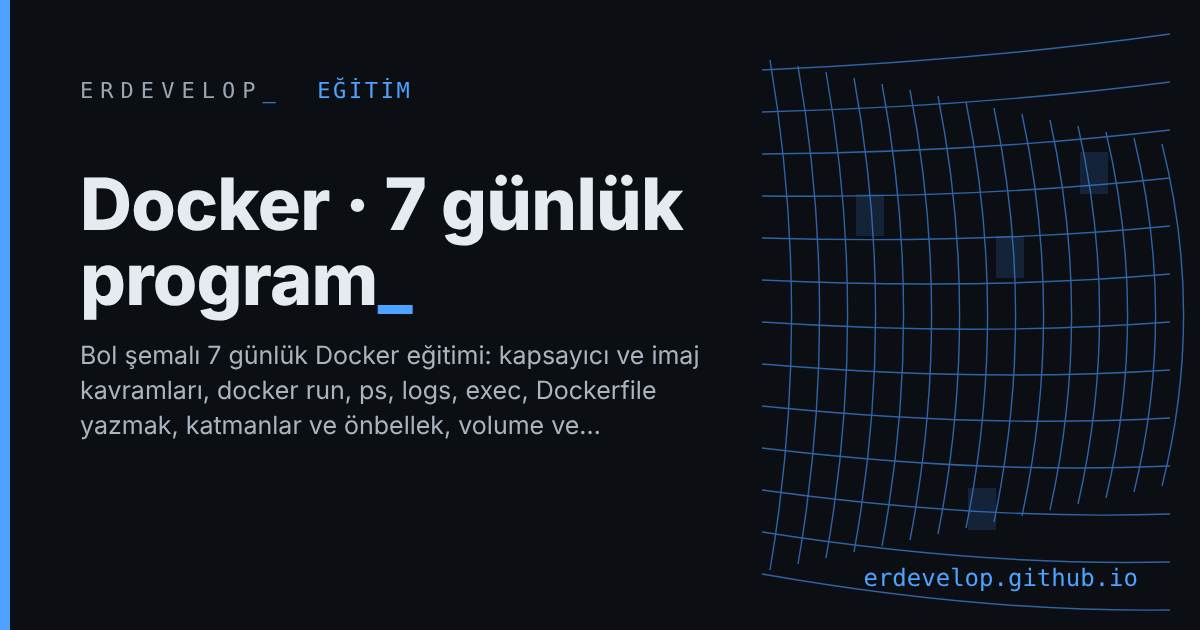 ERDEVELOP_ EĞİTİM
Docker · 7 günlük
program_
Bol şemalı 7 günlük Docker eğitimi: kapsayıcı ve imaj
kavramları, docker run, ps, logs, exec, Dockerfile
yazmak, katmanlar ve önbellek, volume ve...
erdevelop.github.io